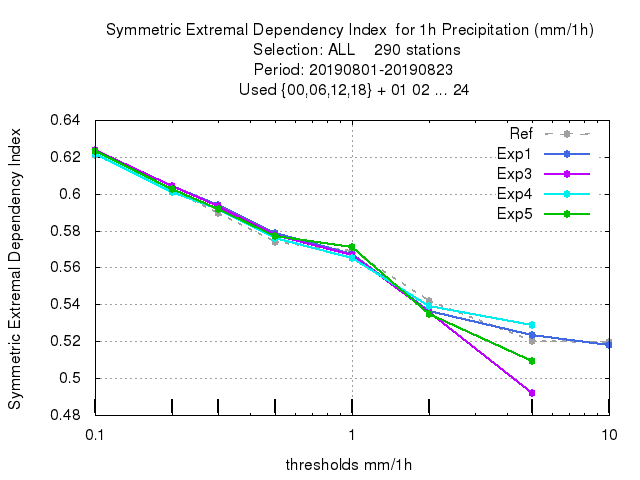 Symmetric Extremal Dependency Index  for 1h Precipitation (mm/1h)
Selection: ALL    290 stations
Period: 20190801-20190823
Used {00,06,12,18} + 01 02 ... 24
Symmetric Extremal Dependency Index
0.64
0.62
0.6
0.58
0.56
0.54
0.52
0.5
0.48
Ref
Exp1
Exp3
Exp4
Exp5
0.1
1
10
thresholds mm/1h